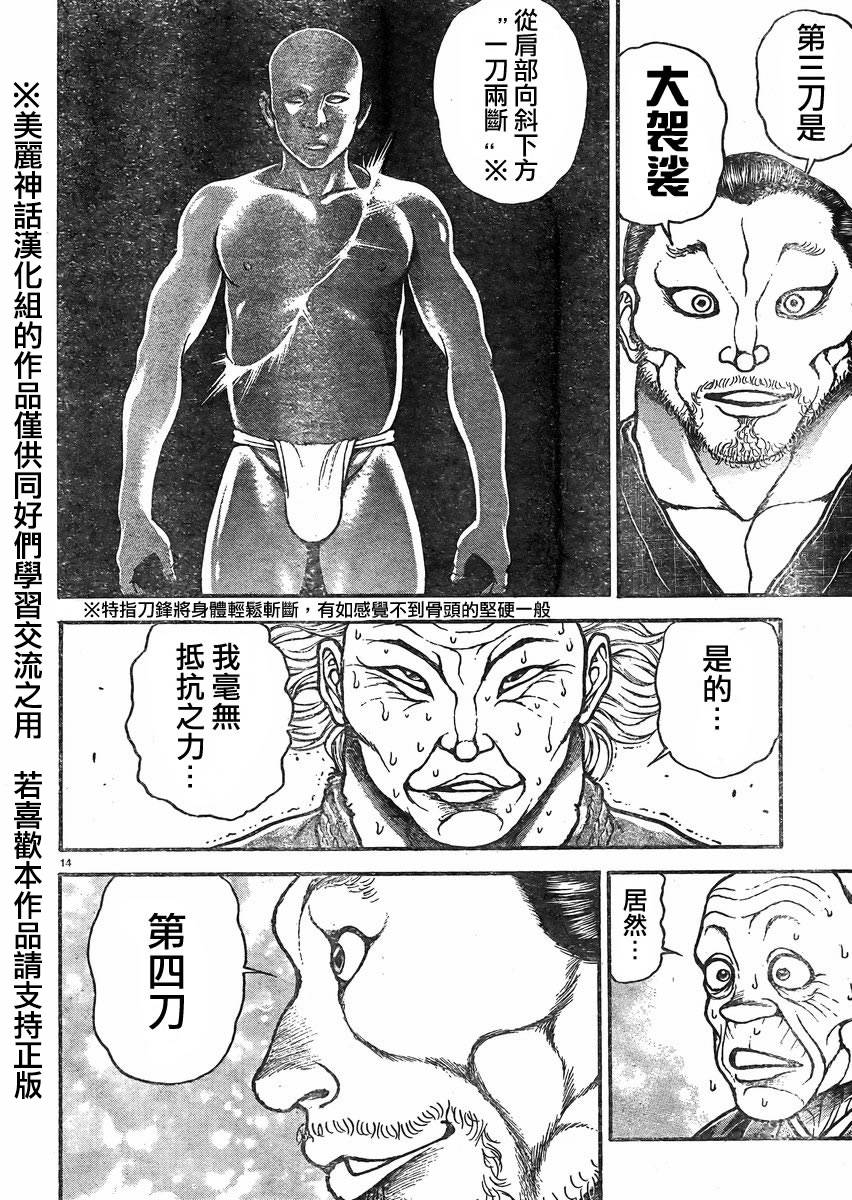 第三刀是
大袈裟
從肩部向斜下方
"一刀兩斷"※
※特指刀鋒將身體輕鬆斬斷，有如感覺不到骨頭的堅硬一般
是的…
我毫無
抵抗之力…
14
居然…
第四刀
※美麗神話漢化組的作品僅供同好們學習交流之用 若喜歡本作品請支持正版